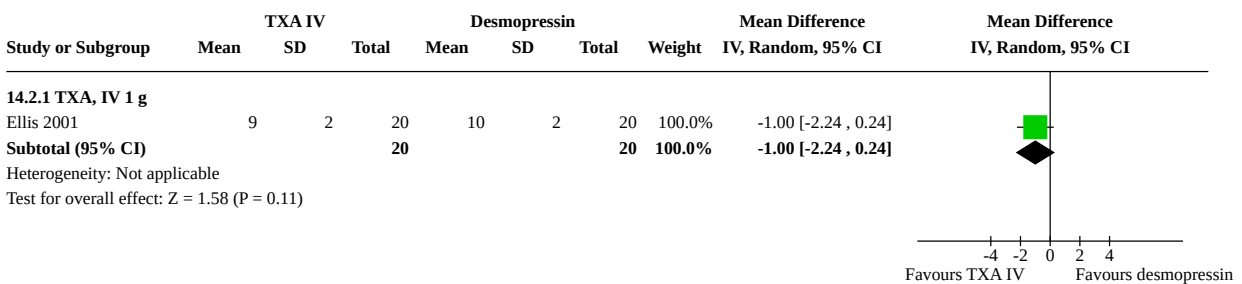 TXA IV Desmopressin Mean Difference Mean Difference
Study or Subgroup Mean SD Total Mean SD Total Weight IV, Random, 95% CI IV, Random, 95% CI
14.2.1 TXA, IV 1 g
Ellis 2001 9 2 20 10 2 20 100.0% -1.00 [-2.24 , 0.24]
Subtotal (95% CI) 20 20 100.0% -1.00 [-2.24 , 0.24]
Heterogeneity: Not applicable
Test for overall effect: Z = 1.58 (P = 0.11)
-4 -2 0 2 4
Favours TXA IV Favours desmopressin